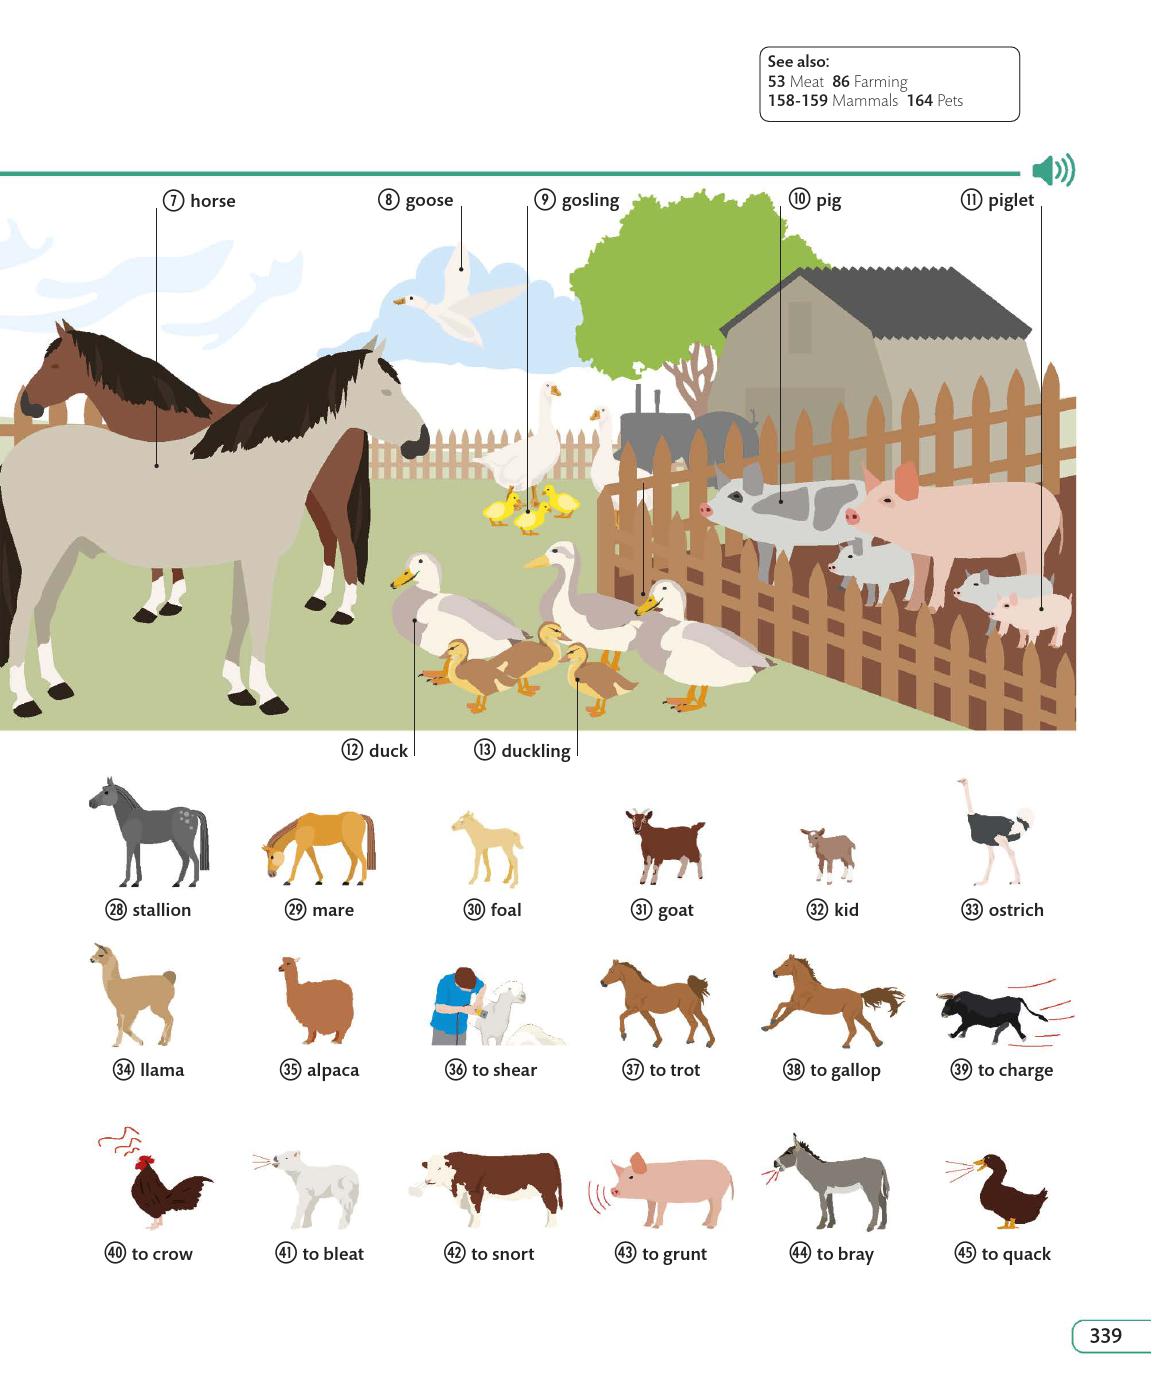 See also:
53 Meat 86 Farming
158-159 Mammals 164 Pets
7 horse
8 goose
9 gosling
10 pig
11 piglet
12 duck
13 duckling
28 stallion
29 mare
30 foal
31 goat
32 kid
33 ostrich
34 llama
35 alpaca
36 to shear
37 to trot
38 to gallop
39 to charge
40 to crow
41 to bleat
42 to snort
43 to grunt
44 to bray
45 to quack
339